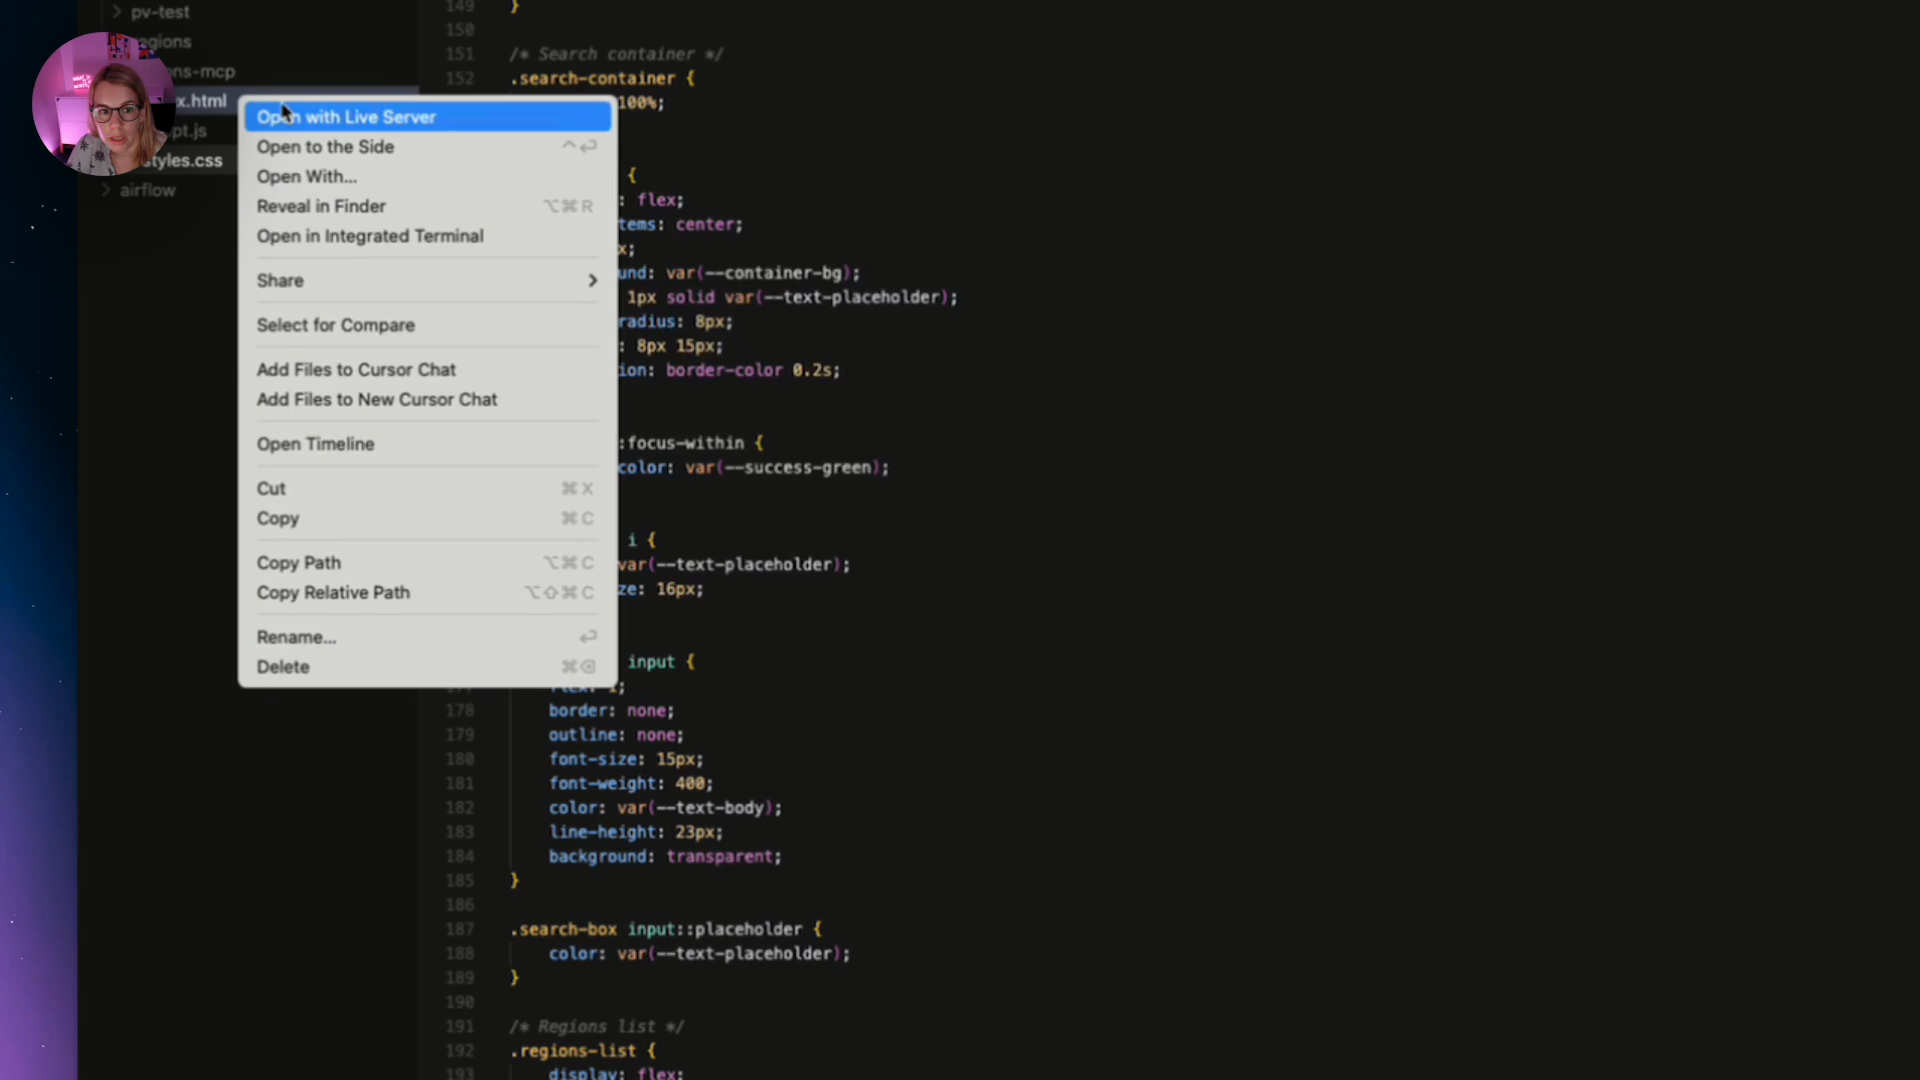 pv-test
149 }
150
gions
151 /* Search container */
ns-mcp
152 .search-container {
x.html
100%;
Open with Live Server
pt.js
Open to the Side ^⏎
styles.css
Open With...
{
airflow
: flex;
Reveal in Finder ⌥⌘R
tems: center;
Open in Integrated Terminal
x;
und: var(--container-bg);
Share
1px solid var(--text-placeholder);
radius: 8px;
Select for Compare
: 8px 15px;
ion: border-color 0.2s;
Add Files to Cursor Chat
Add Files to New Cursor Chat
:focus-within {
Open Timeline
color: var(--success-green);
Cut ⌘X
Copy ⌘C
i {
Copy Path ⌥⌘C
var(--text-placeholder);
Copy Relative Path ⌥⇧⌘C
ze: 16px;
Rename... ⏎
Delete ⌘⌫
input {
178 border: none;
179 outline: none;
180 font-size: 15px;
181 font-weight: 400;
182 color: var(--text-body);
183 line-height: 23px;
184 background: transparent;
185 }
186
187 .search-box input::placeholder {
188 color: var(--text-placeholder);
189 }
190
191 /* Regions list */
192 .regions-list {
193 display: flex;